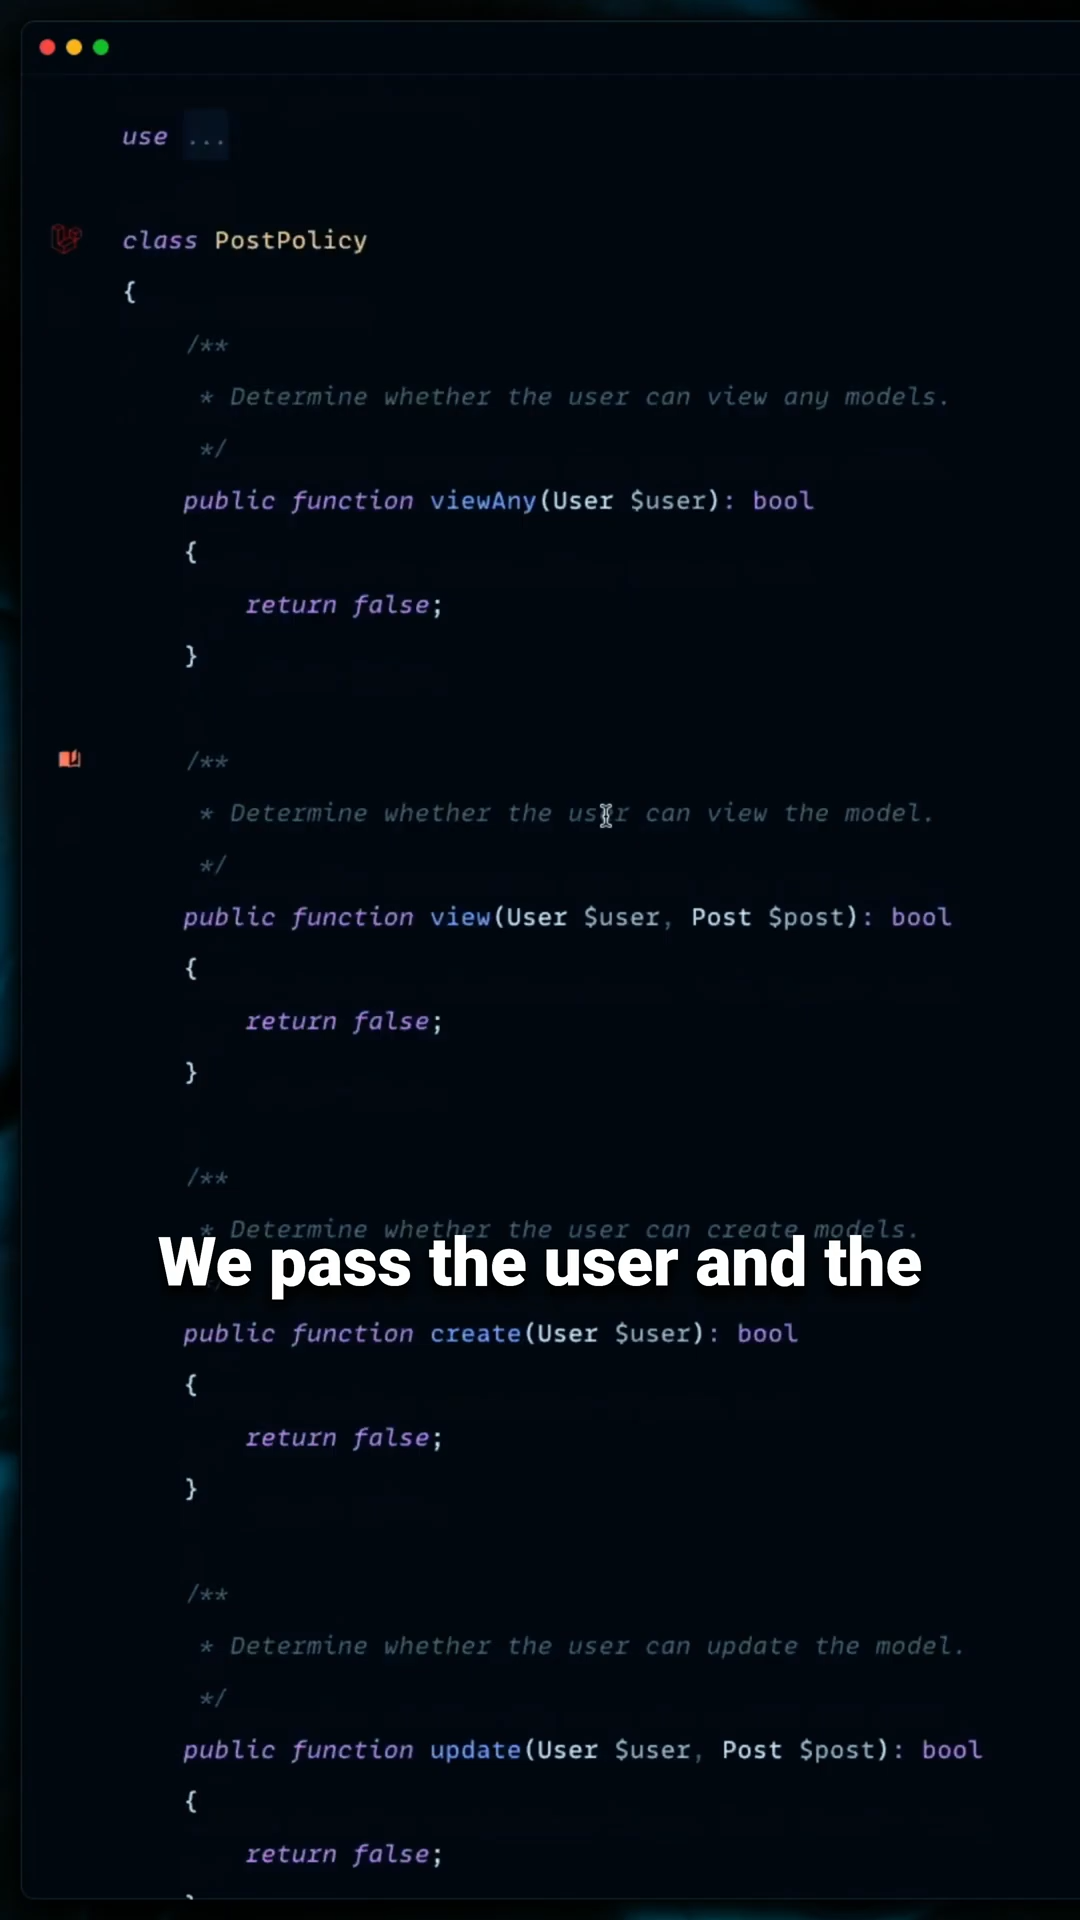 use ...
class PostPolicy
{
/**
* Determine whether the user can view any models.
*/
public function viewAny(User $user): bool
{
return false;
}
/**
* Determine whether the user can view the model.
*/
public function view(User $user, Post $post): bool
{
return false;
}
/**
* Determine whether the user can create models.
We pass the user and the
public function create(User $user): bool
{
return false;
}
/**
* Determine whether the user can update the model.
*/
public function update(User $user, Post $post): bool
{
return false;